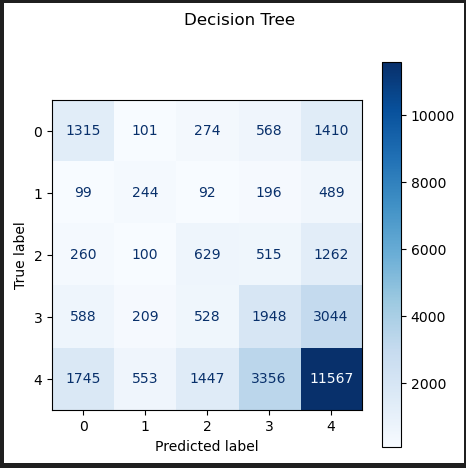 Decision Tree
0 1315 101 274 568 1410
1 99 244 92 196 489
2 260 100 629 515 1262
3 588 209 528 1948 3044
4 1745 553 1447 3356 11567
0 1 2 3 4
Predicted label
True label
10000
8000
6000
4000
2000